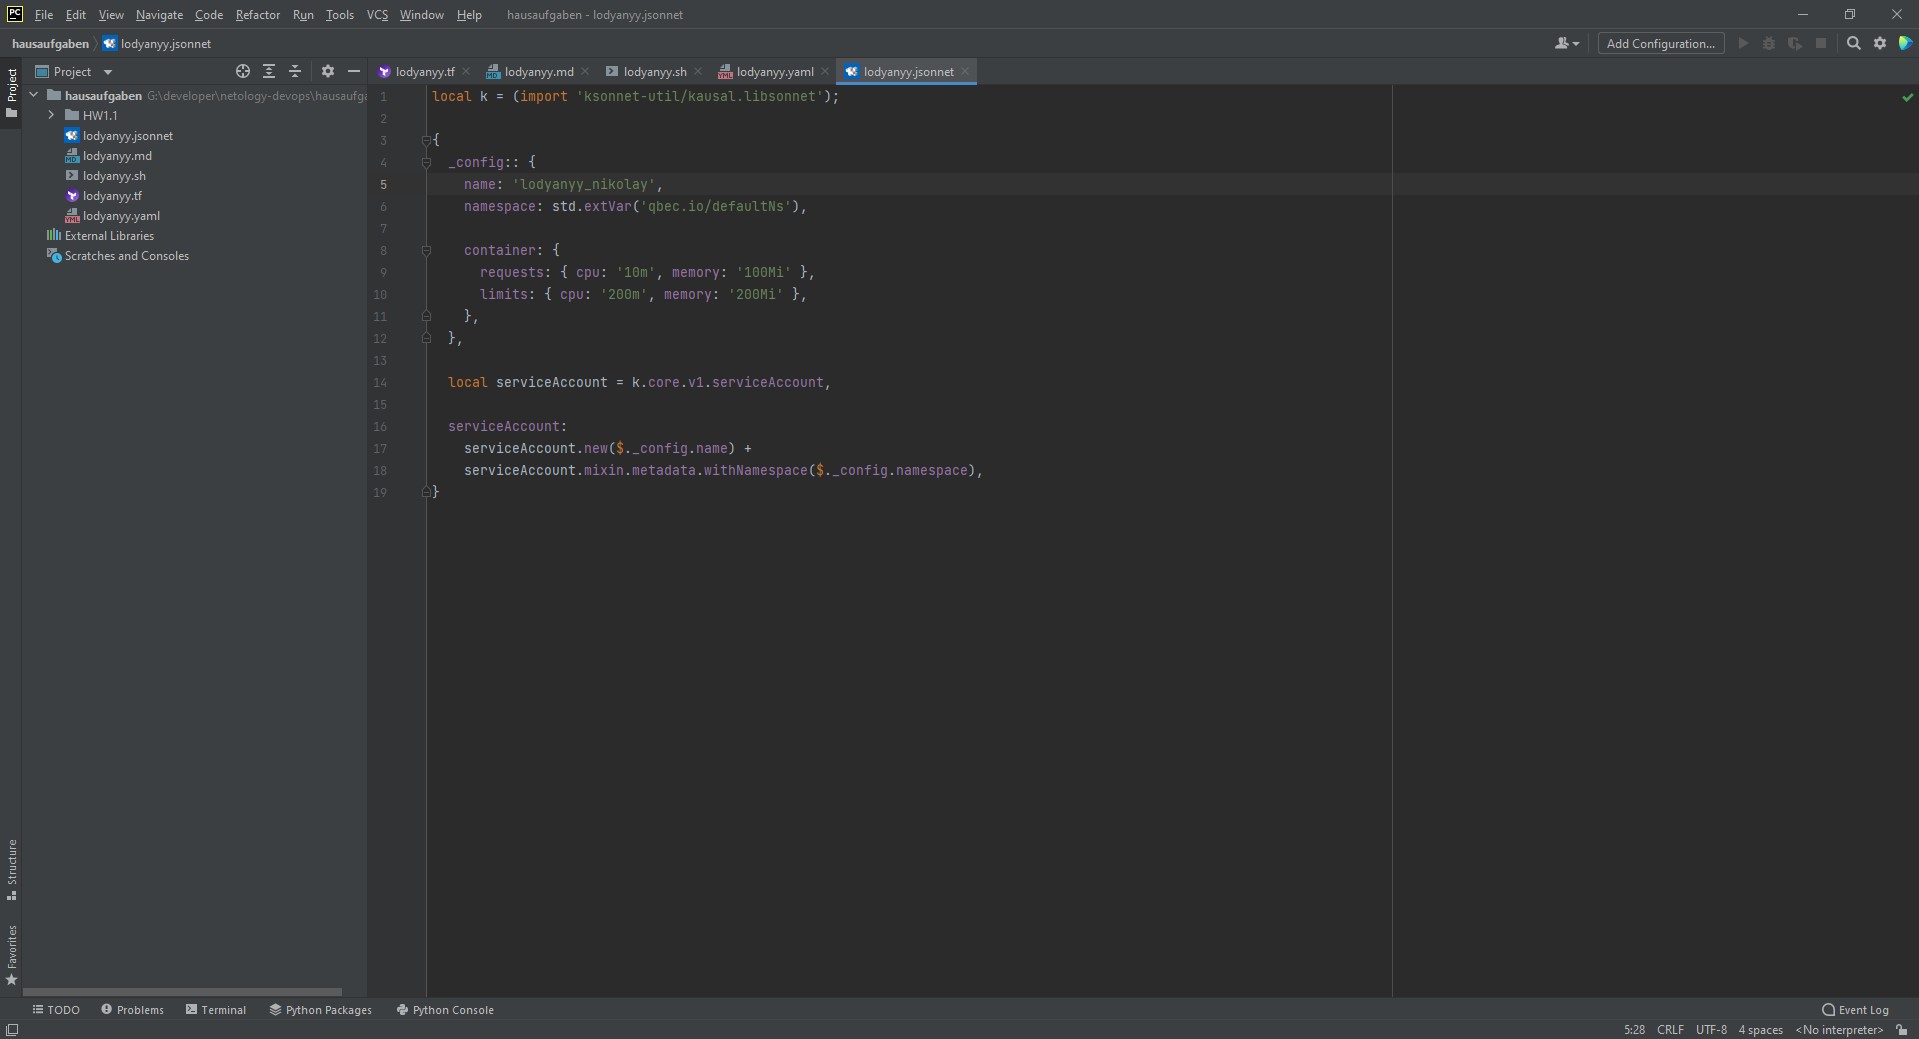 PC File Edit View Navigate Code Refactor Run Tools VCS Window Help hausaufgaben - lodyanyy.jsonnet
hausaufgaben lodyanyy.jsonnet Add Configuration...
Project
Project
lodyanyy.tf lodyanyy.md lodyanyy.sh lodyanyy.yaml lodyanyy.jsonnet
hausaufgaben G:\developer\netology-devops\hausaufga
HW1.1
lodyanyy.jsonnet
lodyanyy.md
lodyanyy.sh
lodyanyy.tf
lodyanyy.yaml
External Libraries
Scratches and Consoles
1 local k = (import 'ksonnet-util/kausal.libsonnet');
2
3 {
4 _config:: {
5 name: 'lodyanyy_nikolay',
6 namespace: std.extVar('qbec.io/defaultNs'),
7
8 container: {
9 requests: { cpu: '10m', memory: '100Mi' },
10 limits: { cpu: '200m', memory: '200Mi' },
11 },
12 },
13
14 local serviceAccount = k.core.v1.serviceAccount,
15
16 serviceAccount:
17 serviceAccount.new($._config.name) +
18 serviceAccount.mixin.metadata.withNamespace($._config.namespace),
19 }
Structure
Favorites
TODO Problems Terminal Python Packages Python Console Event Log
5:28 CRLF UTF-8 4 spaces <No interpreter>